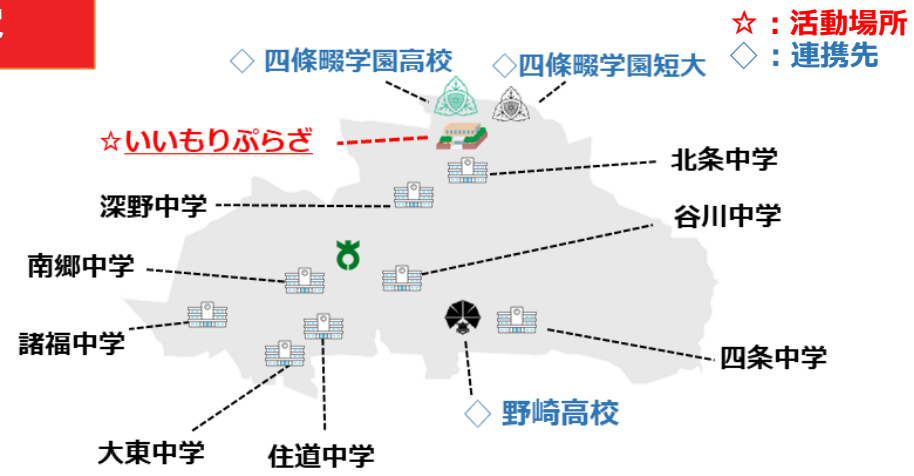 ☆：活動場所
◇：連携先
◇ 四條畷学園高校
◇四條畷学園短大
☆いいもりぷらざ
北条中学
深野中学
谷川中学
南郷中学
諸福中学
四条中学
◇ 野崎高校
大東中学
住道中学